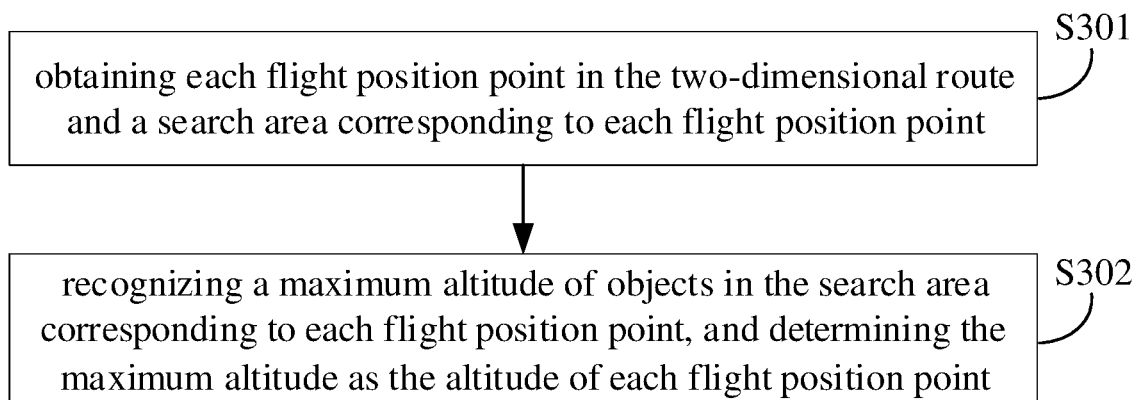 S301
obtaining each flight position point in the two-dimensional route
and a search area corresponding to each flight position point
S302
recognizing a maximum altitude of objects in the search area
corresponding to each flight position point, and determining the
maximum altitude as the altitude of each flight position point